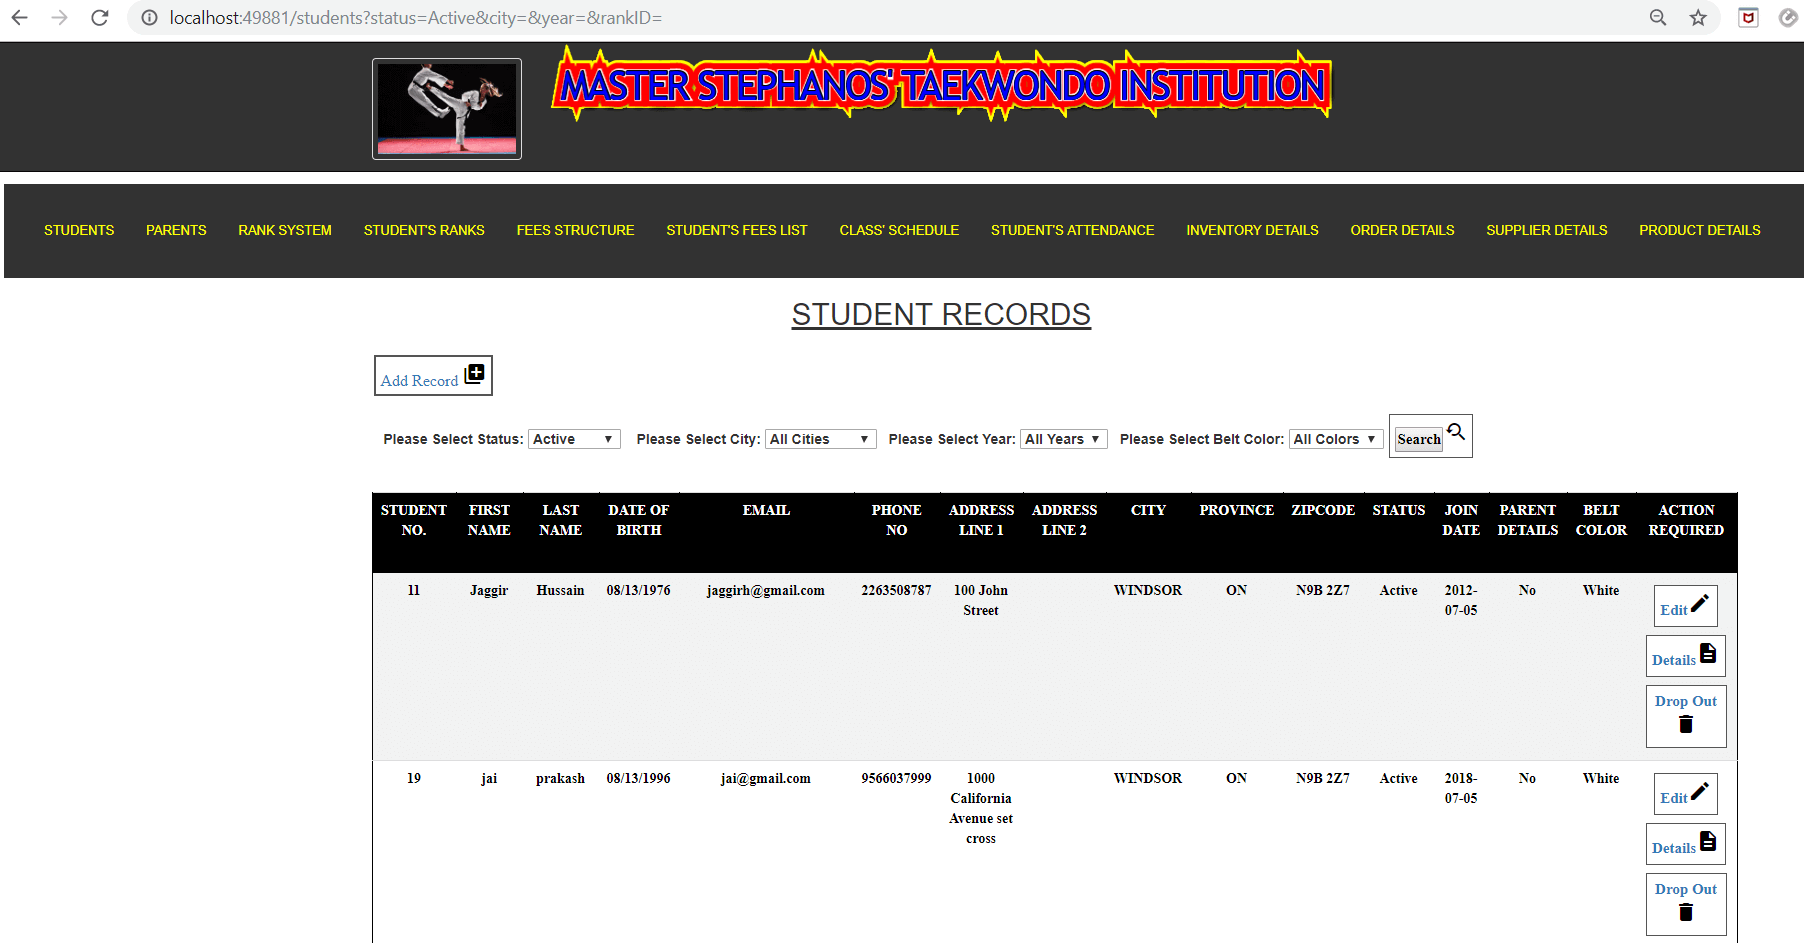 localhost:49881/students?status=Active&city=&year=&rankID=
MASTER STEPHANOS' TAEKWONDO INSTITUTION
STUDENTS PARENTS RANK SYSTEM STUDENT'S RANKS FEES STRUCTURE STUDENT'S FEES LIST CLASS' SCHEDULE STUDENT'S ATTENDANCE INVENTORY DETAILS ORDER DETAILS SUPPLIER DETAILS PRODUCT DETAILS
STUDENT RECORDS
Add Record
Please Select Status: Active Please Select City: All Cities Please Select Year: All Years Please Select Belt Color: All Colors Search
STUDENT FIRST LAST DATE OF EMAIL PHONE ADDRESS ADDRESS CITY PROVINCE ZIPCODE STATUS JOIN PARENT BELT ACTION
NO. NAME NAME BIRTH NO LINE 1 LINE 2 DATE DETAILS COLOR REQUIRED
11 Jaggir Hussain 08/13/1976 jaggirh@gmail.com 2263508787 100 John WINDSOR ON N9B 2Z7 Active 2012- No White
Street 07-05 Edit
Details
Drop Out
19 jai prakash 08/13/1996 jai@gmail.com 9566037999 1000 WINDSOR ON N9B 2Z7 Active 2018- No White
California 07-05 Edit
Avenue set
cross
Details
Drop Out